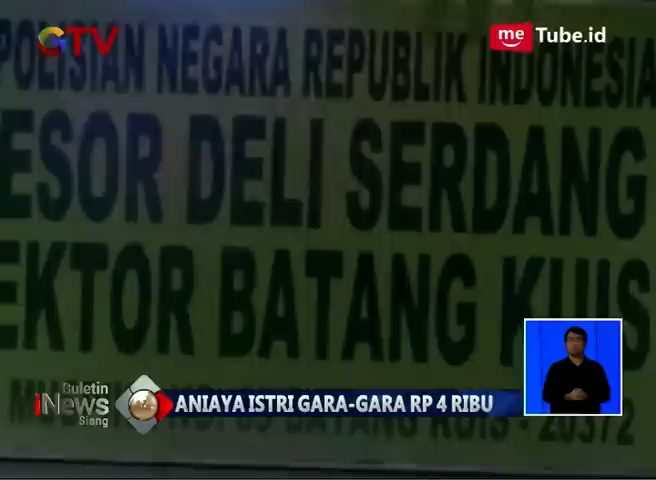 GTV
me Tube.id
POLISIAN NEGARA REPUBLIK INDONESIA
ESOR DELI SERDANG
EKTOR BATANG KUIS
BATANG KUIS - 20372
Buletin
iNews
Siang
ANIAYA ISTRI GARA-GARA RP 4 RIBU